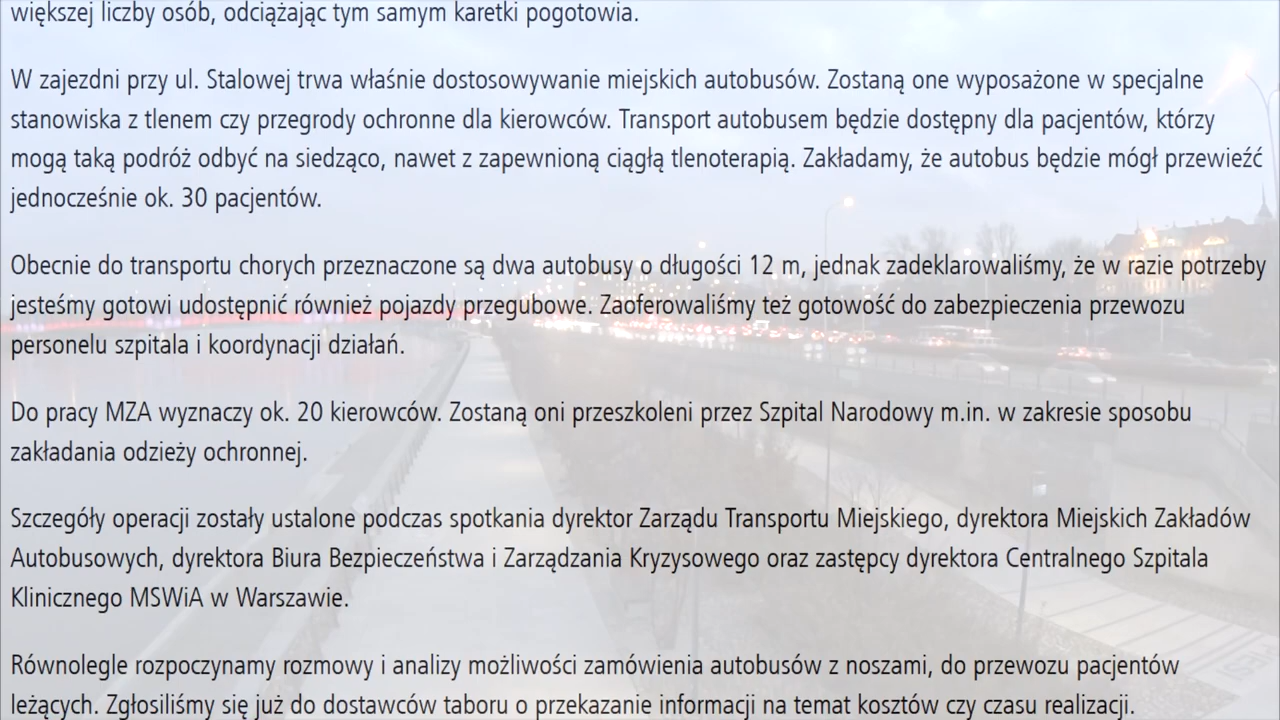 większej liczby osób, odciążając tym samym karetki pogotowia.
W zajezdni przy ul. Stalowej trwa właśnie dostosowywanie miejskich autobusów. Zostaną one wyposażone w specjalne
stanowiska z tlenem czy przegrody ochronne dla kierowców. Transport autobusem będzie dostępny dla pacjentów, którzy
mogą taką podróż odbyć na siedząco, nawet z zapewnioną ciągłą tlenoterapią. Zakładamy, że autobus będzie mógł przewieźć
jednocześnie ok. 30 pacjentów.
Obecnie do transportu chorych przeznaczone są dwa autobusy o długości 12 m, jednak zadeklarowaliśmy, że w razie potrzeby
jesteśmy gotowi udostępnić również pojazdy przegubowe. Zaoferowaliśmy też gotowość do zabezpieczenia przewozu
personelu szpitala i koordynacji działań.
Do pracy MZA wyznaczy ok. 20 kierowców. Zostaną oni przeszkoleni przez Szpital Narodowy m.in. w zakresie sposobu
zakładania odzieży ochronnej.
Szczegóły operacji zostały ustalone podczas spotkania dyrektor Zarządu Transportu Miejskiego, dyrektora Miejskich Zakładów
Autobusowych, dyrektora Biura Bezpieczeństwa i Zarządzania Kryzysowego oraz zastępcy dyrektora Centralnego Szpitala
Klinicznego MSWiA w Warszawie.
Równolegle rozpoczynamy rozmowy i analizy możliwości zamówienia autobusów z noszami, do przewozu pacjentów
leżących. Zgłosiliśmy się już do dostawców taboru o przekazanie informacji na temat kosztów czy czasu realizacji.